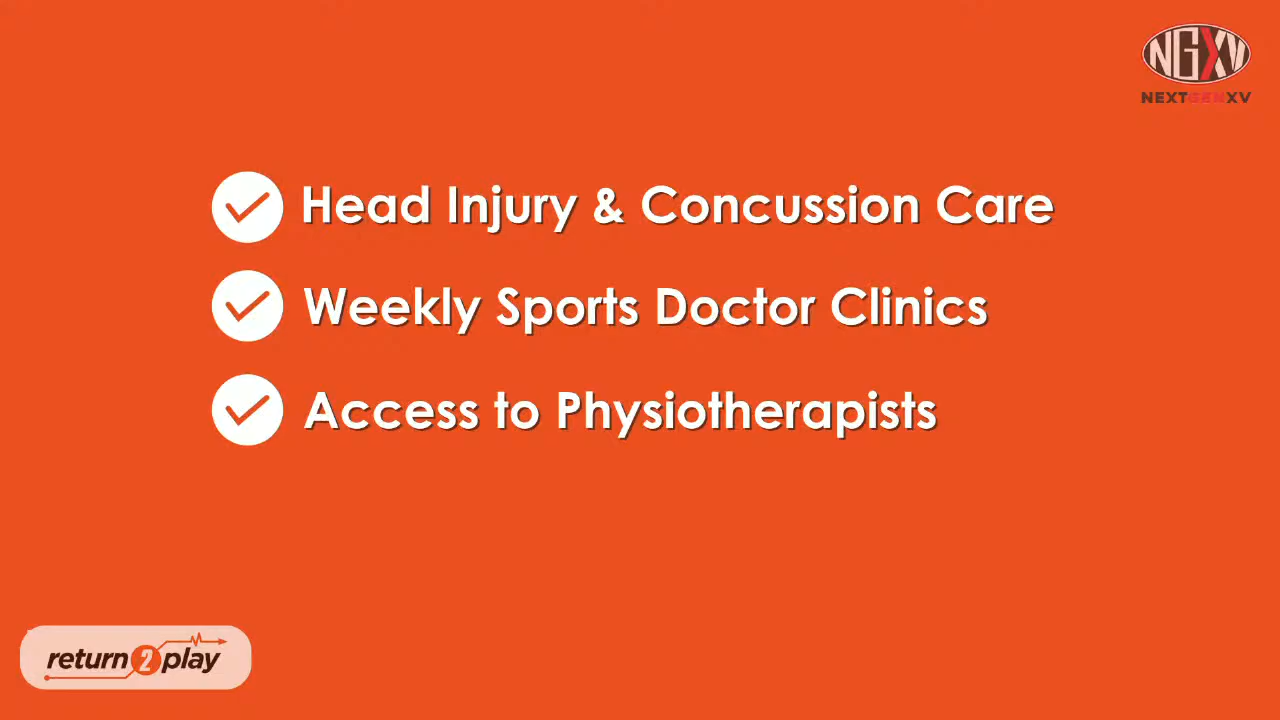 NGXV
NEXTGENXV
Head Injury & Concussion Care
Weekly Sports Doctor Clinics
Access to Physiotherapists
return2play